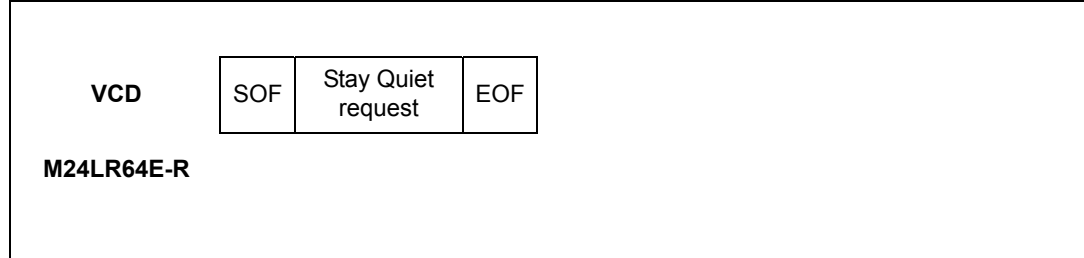 VCD
SOF
Stay Quiet
request
EOF
M24LR64E-R